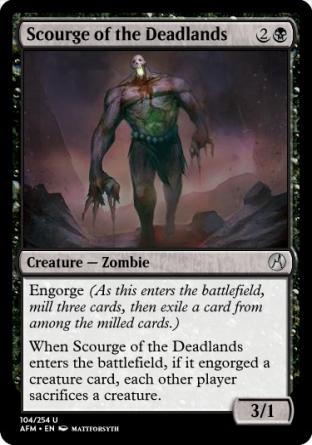 Scourge of the Deadlands 2
Creature — Zombie
Engorge (As this enters the battlefield,
mill three cards, then exile a card from
among the milled cards.)
When Scourge of the Deadlands
enters the battlefield, if it engorged a
creature card, each other player
sacrifices a creature.
3/1
104/254 U
AFM • EN MATTFORSYTH